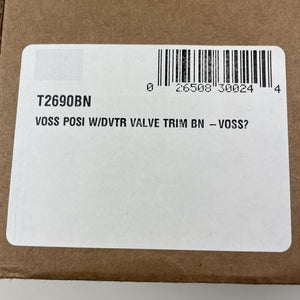 0 26508 30024 4
T2690BN
VOSS POSI W/DVTR VALVE TRIM BN –VOSS?